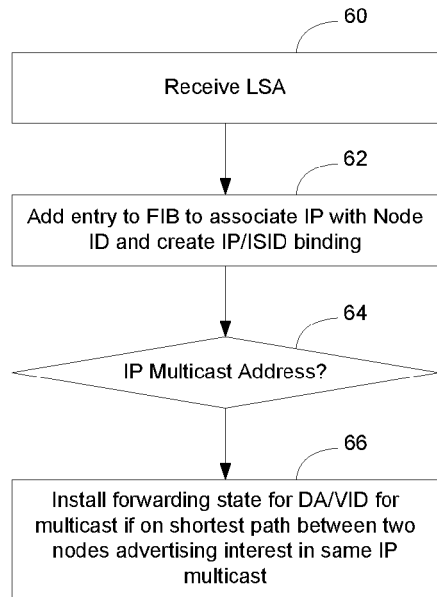 60
Receive LSA
62
Add entry to FIB to associate IP with Node
ID and create IP/ISID binding
64
IP Multicast Address?
66
Install forwarding state for DA/VID for
multicast if on shortest path between two
nodes advertising interest in same IP
multicast